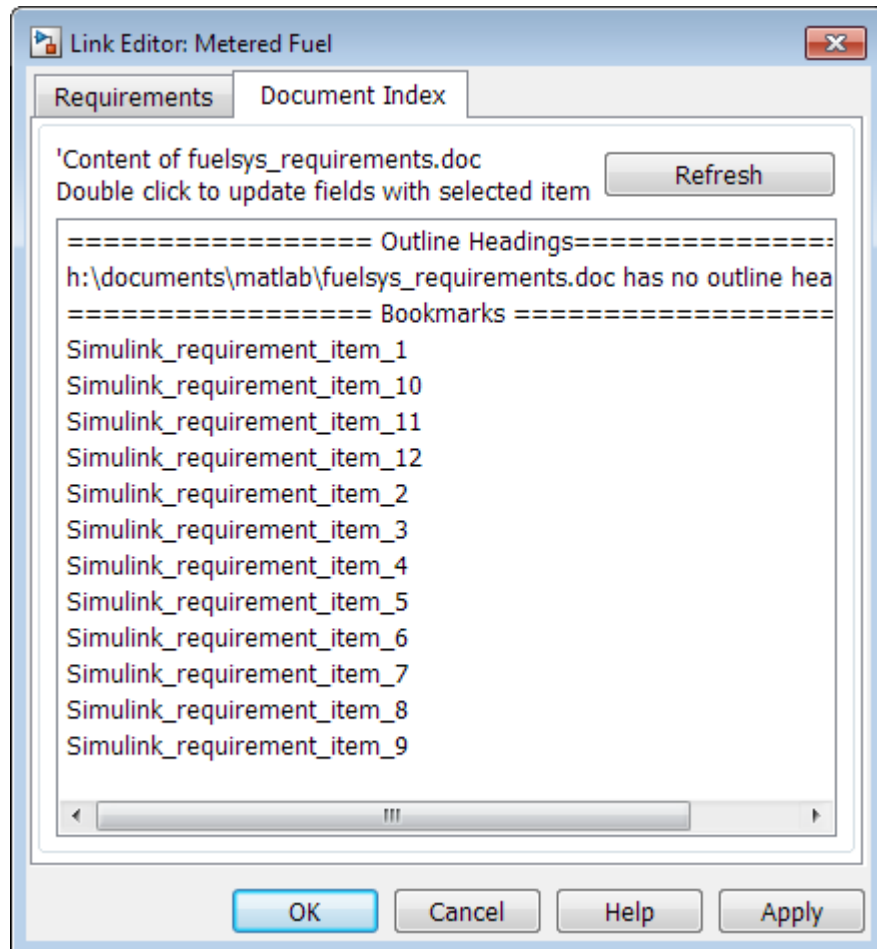 Link Editor: Metered Fuel
Requirements Document Index
'Content of fuelsys_requirements.doc
Double click to update fields with selected item
Refresh
================= Outline Headings===============
h:\documents\matlab\fuelsys_requirements.doc has no outline hea
================= Bookmarks ==================
Simulink_requirement_item_1
Simulink_requirement_item_10
Simulink_requirement_item_11
Simulink_requirement_item_12
Simulink_requirement_item_2
Simulink_requirement_item_3
Simulink_requirement_item_4
Simulink_requirement_item_5
Simulink_requirement_item_6
Simulink_requirement_item_7
Simulink_requirement_item_8
Simulink_requirement_item_9
OK Cancel Help Apply